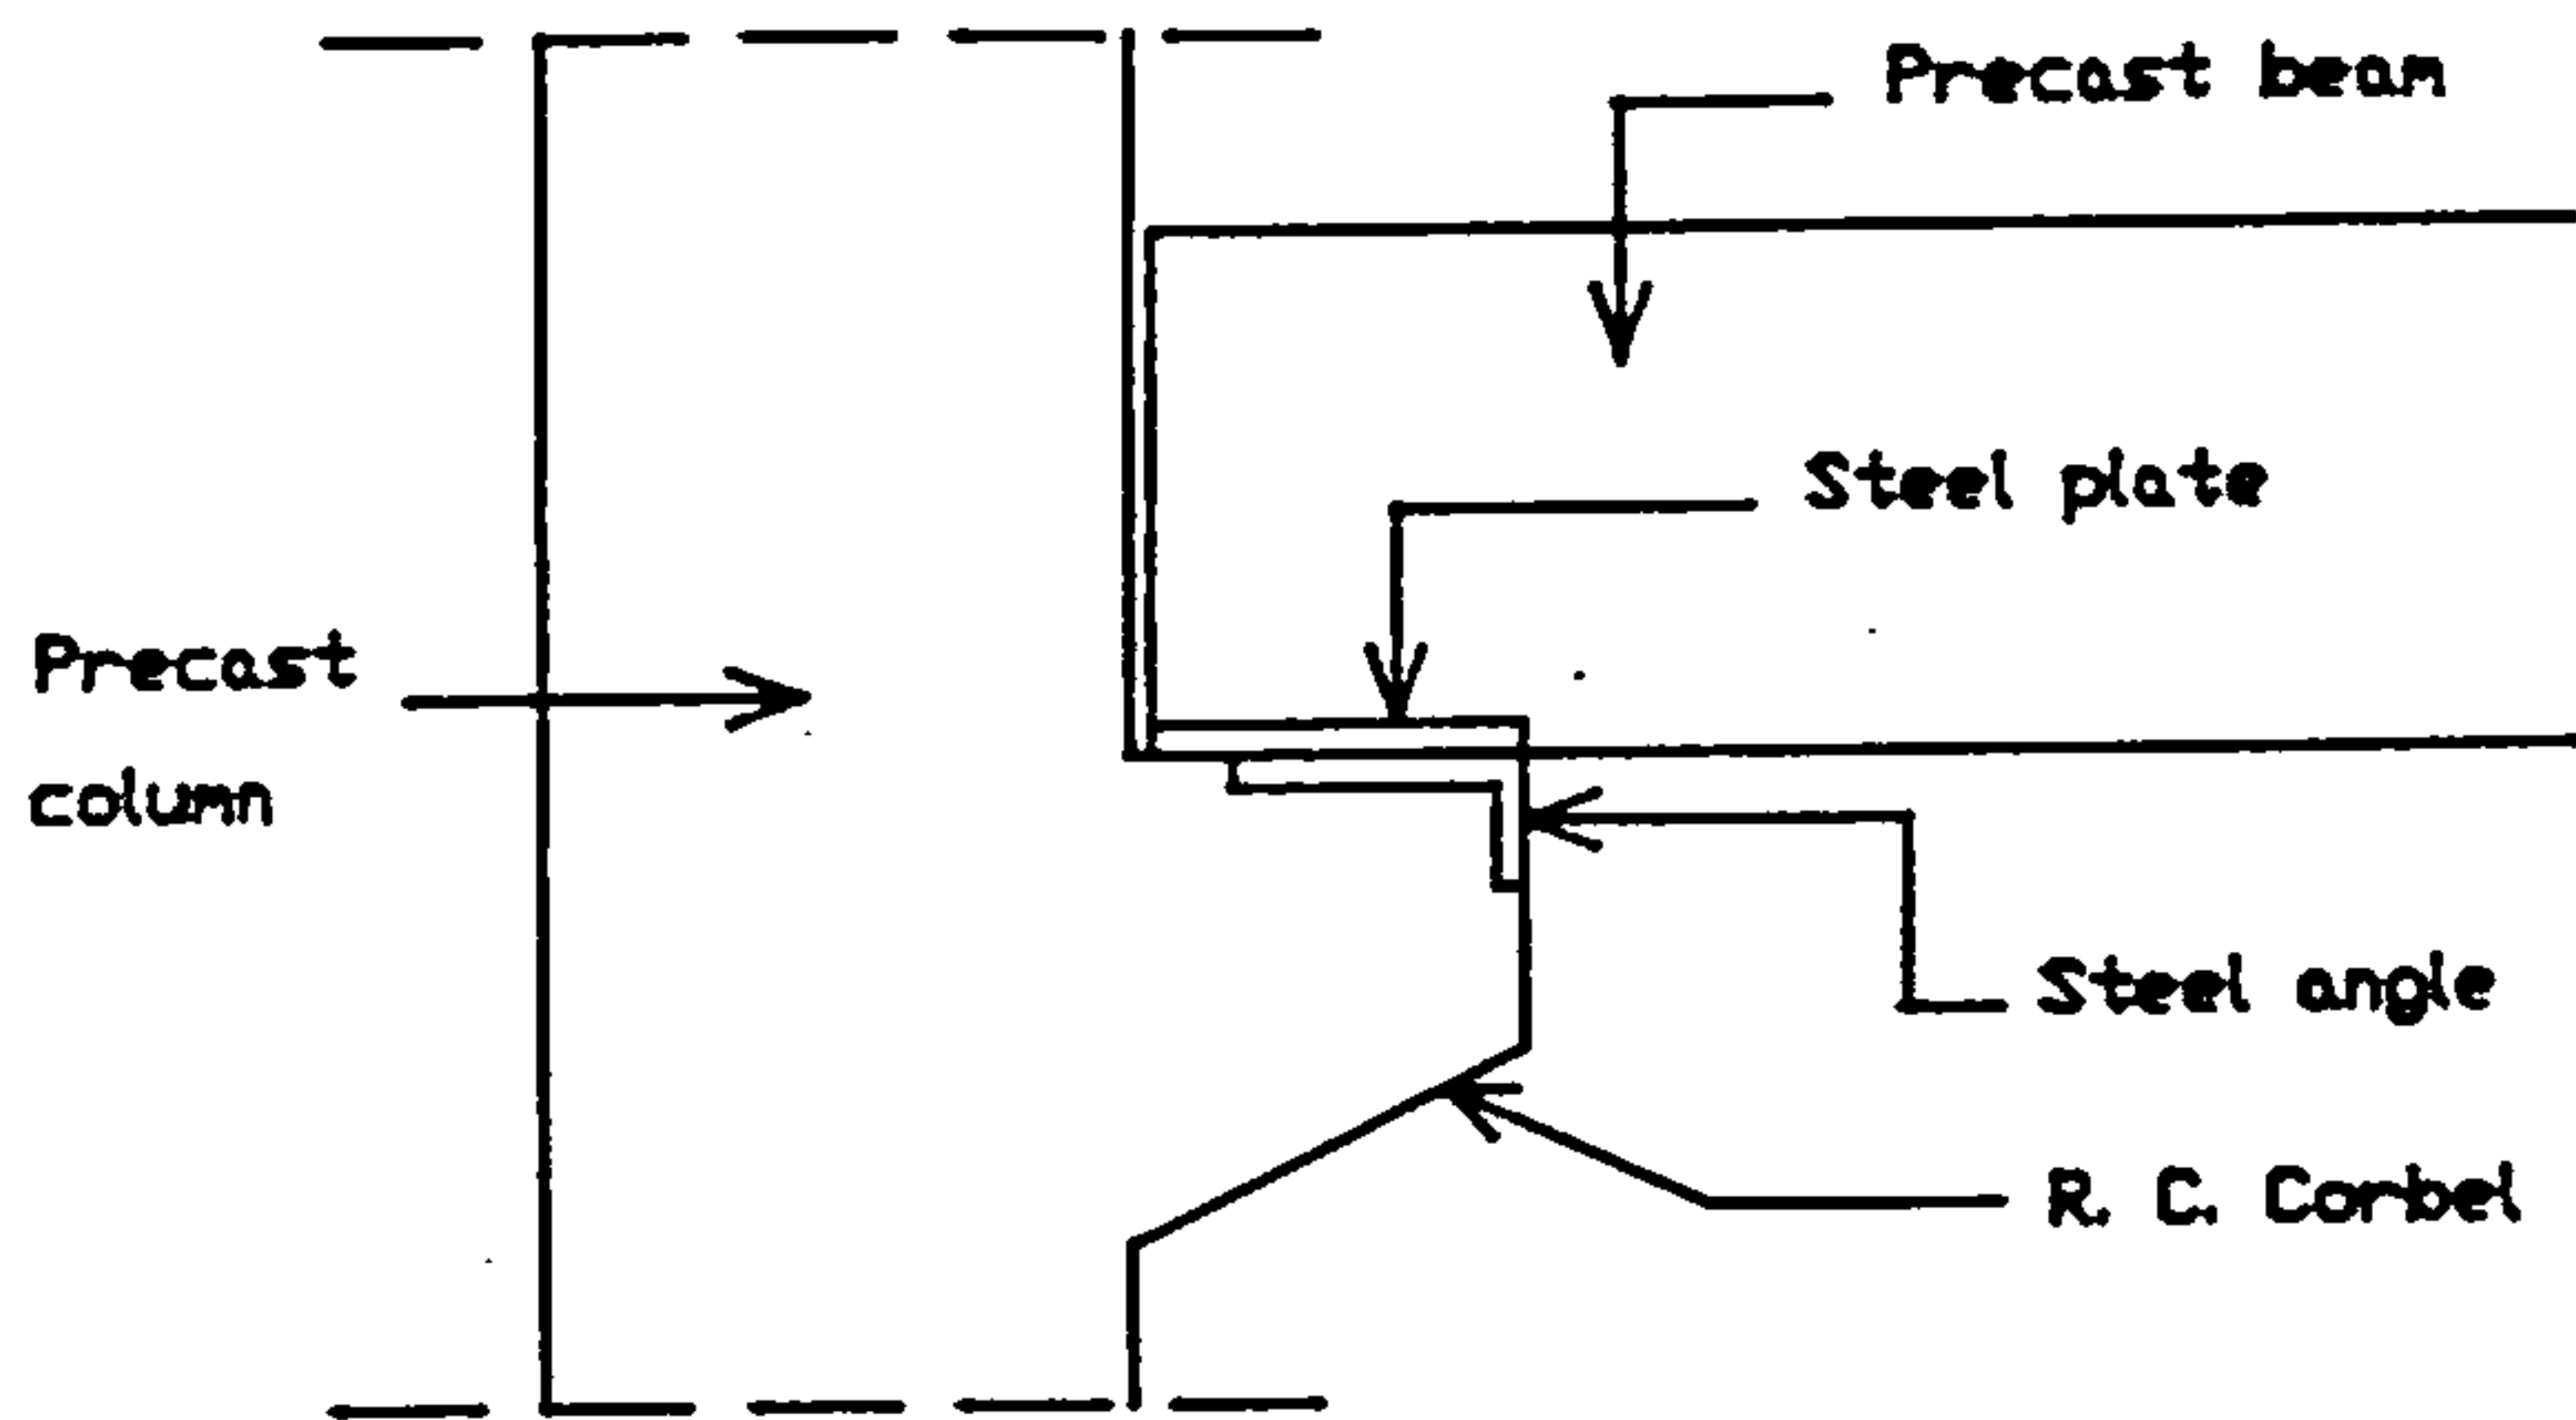 Precast beam
Steel plate
Precast
column
Steel angle
R. C. Corbel